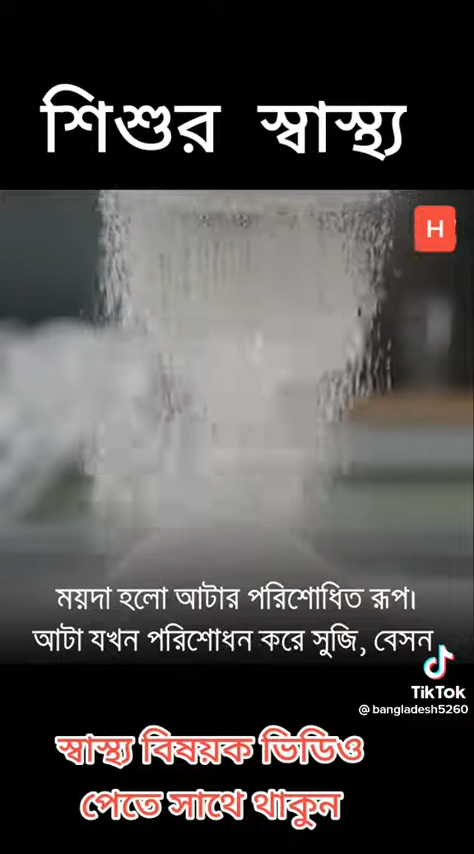 শিশুর স্বাস্থ্য
H
ময়দা হলো আটার পরিশোধিত রূপ।
আটা যখন পরিশোধন করে সুজি, বেসন
TikTok
@ bangladesh5260
স্বাস্থ্য বিষয়ক ভিডিও
পেতে সাথে থাকুন